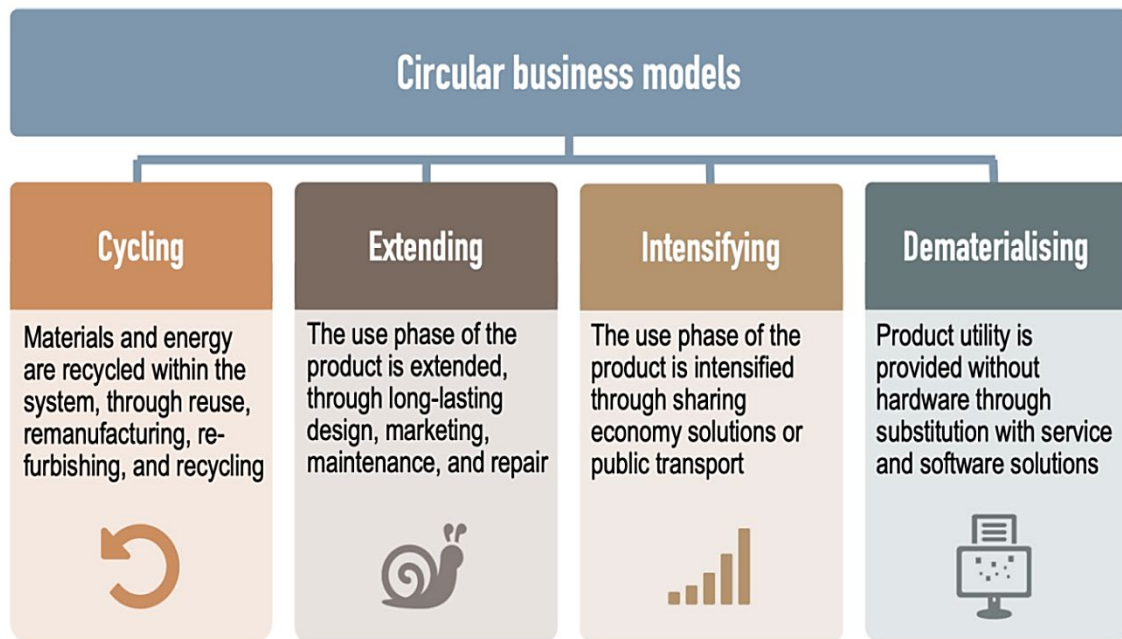 Circular business models
Cycling
Materials and energy
are recycled within the
system, through reuse,
remanufacturing, re-
furbishing, and recycling
Extending
The use phase of the
product is extended,
through long-lasting
design, marketing,
maintenance, and repair
Intensifying
The use phase of the
product is intensified
through sharing
economy solutions or
public transport
Dematerialising
Product utility is
provided without
hardware through
substitution with service
and software solutions